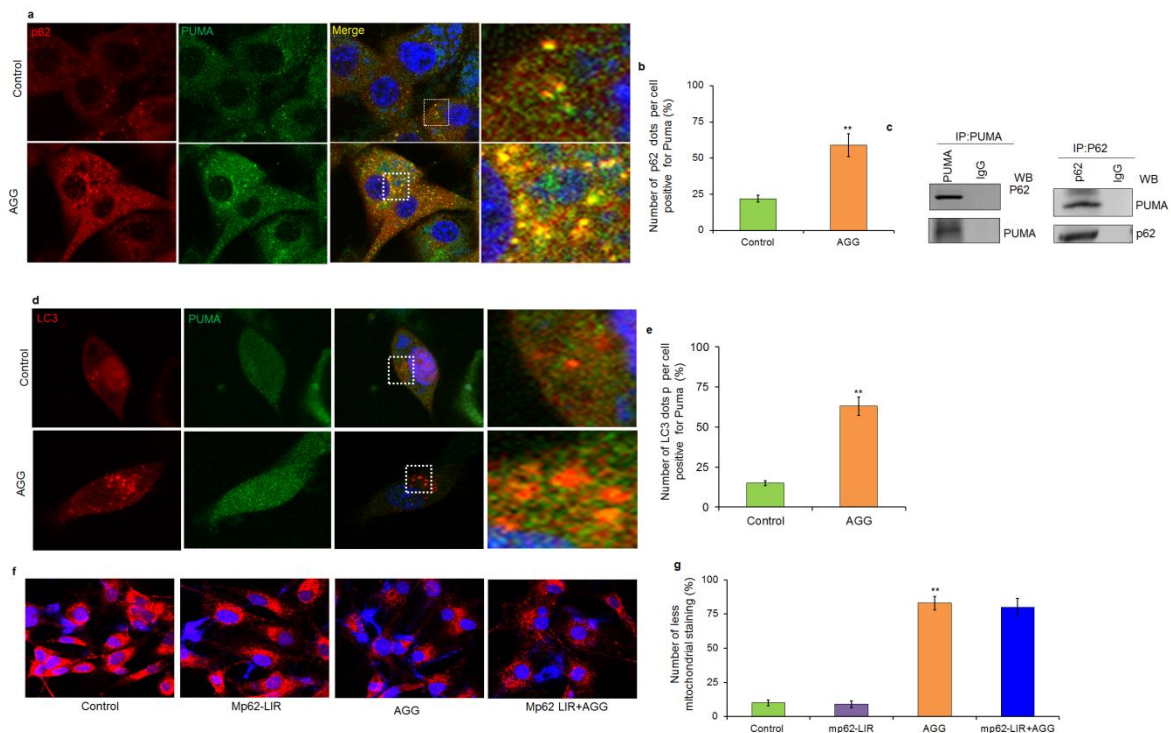 a
p62
PUMA
Merge
Control
AGG
b
Number of p62 dots per cell
positive for Puma (%)
100
75
50
25
0
**
Control
AGG
c
IP:PUMA
PUMA
IgG
WB
P62
PUMA
IP:P62
p62
IgG
WB
PUMA
p62
d
LC3
PUMA
Control
AGG
e
Number of LC3 dots p per cell
positive for Puma (%)
100
75
50
25
0
**
Control
AGG
f
Control
Mp62-LIR
AGG
Mp62 LIR+AGG
g
Number of less
mitochondrial staining (%)
100
75
50
25
0
**
Control
mp62-LIR
AGG
mp62-LIR+AGG